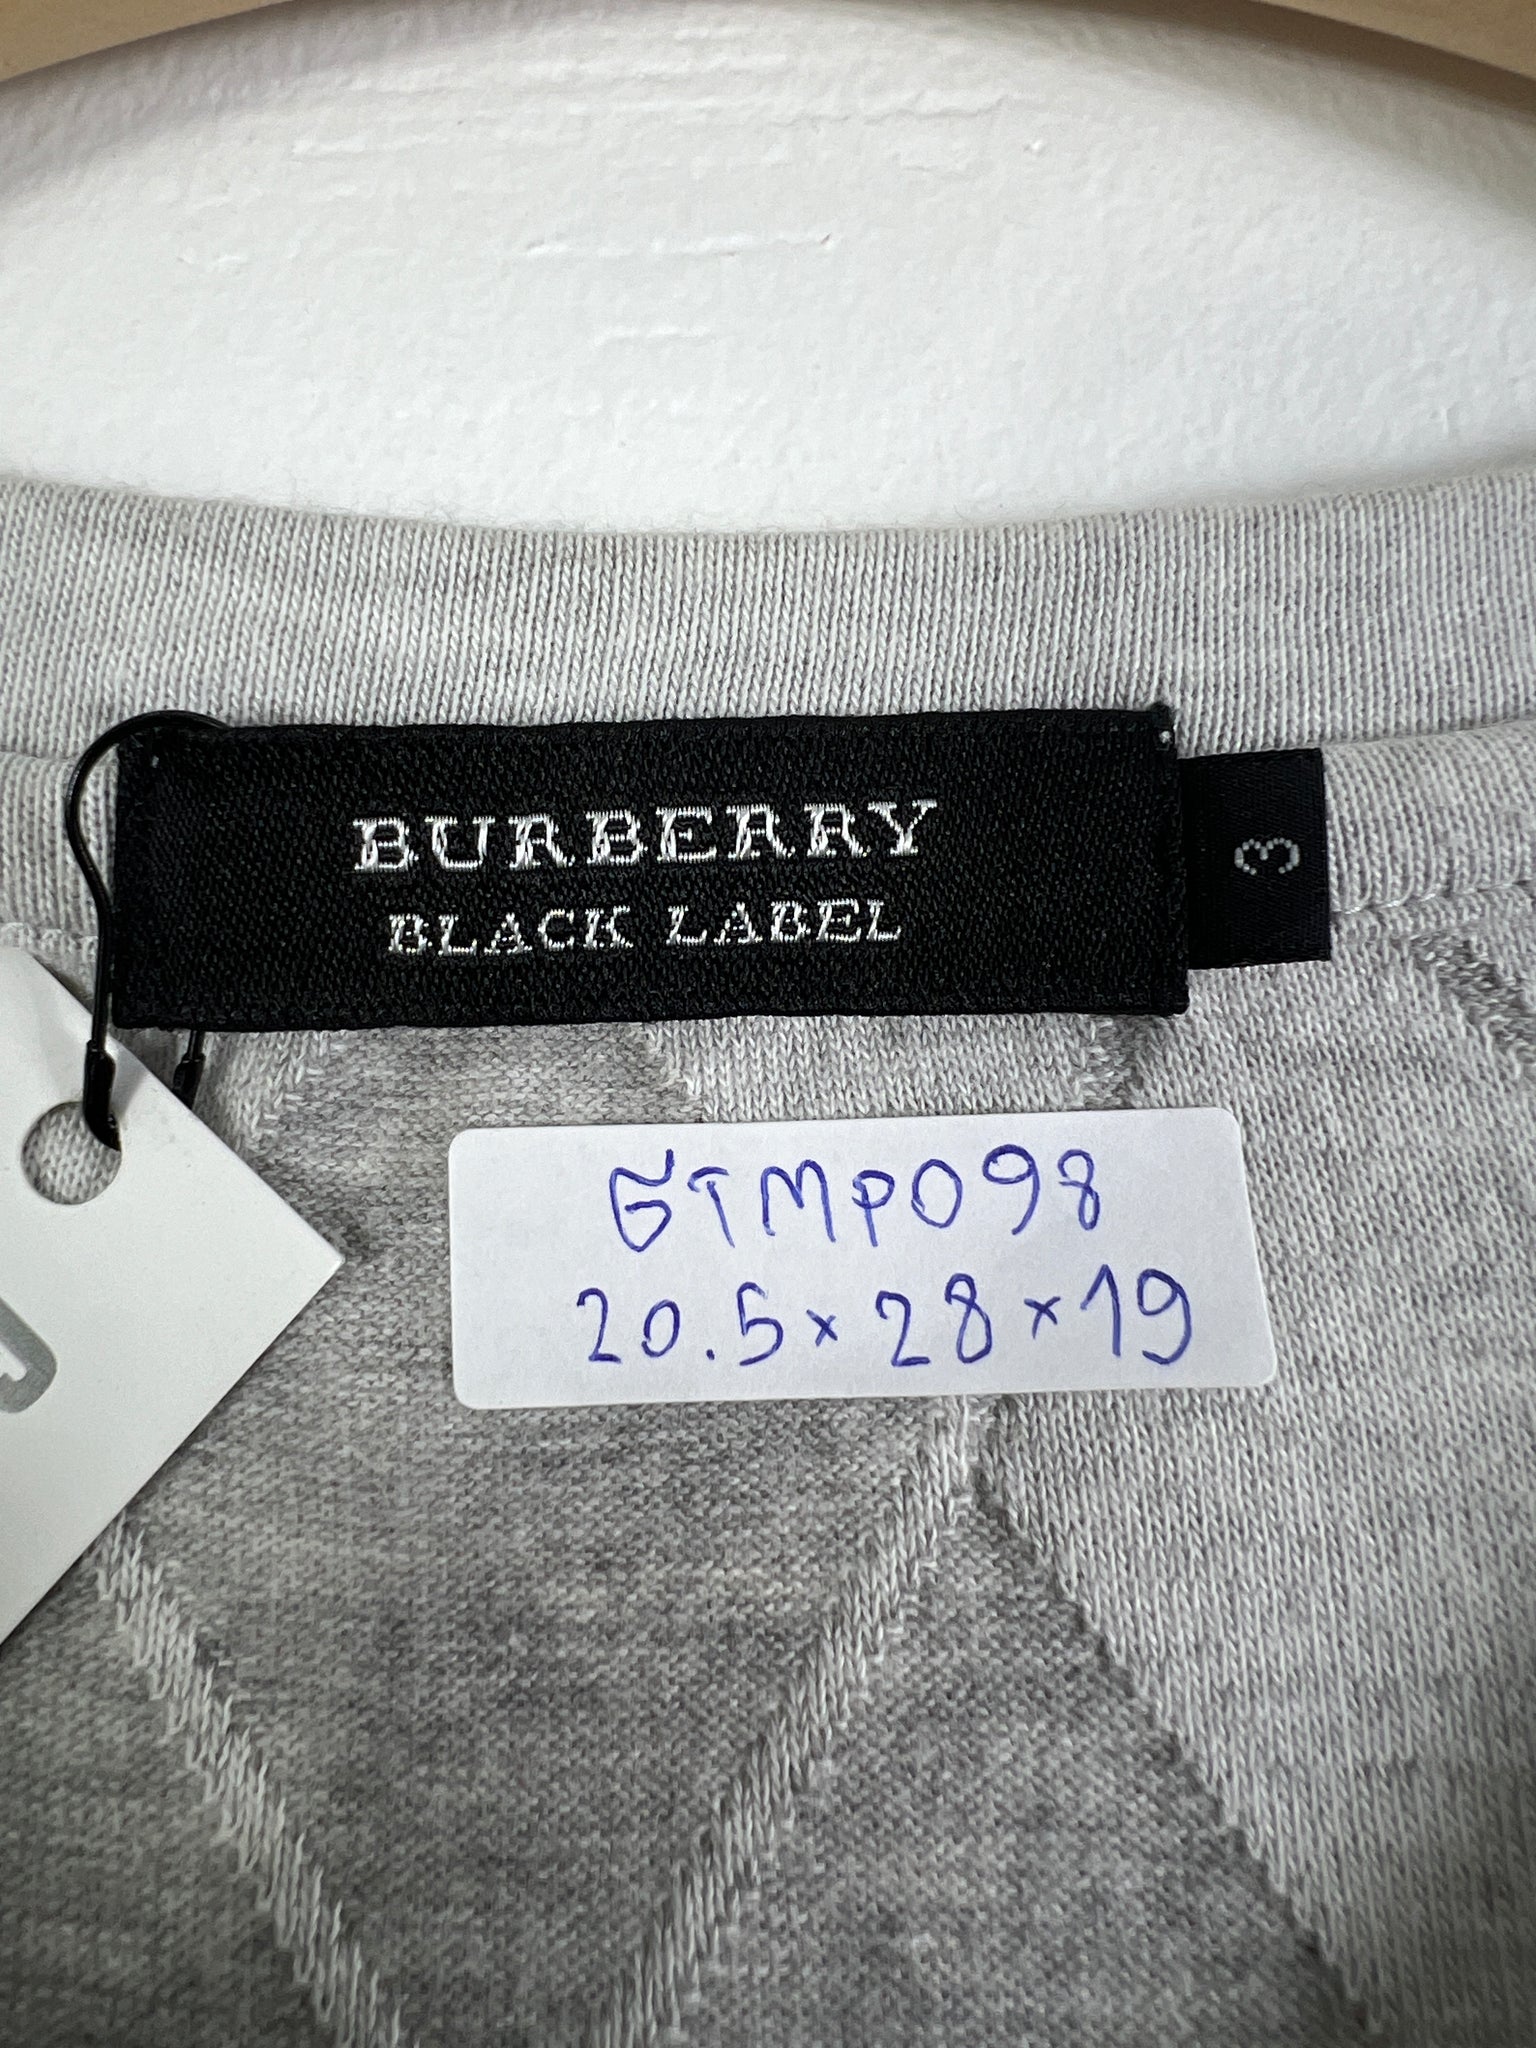 BURBERRY
BLACK LABEL
3
GTMP098
20.5×28×19